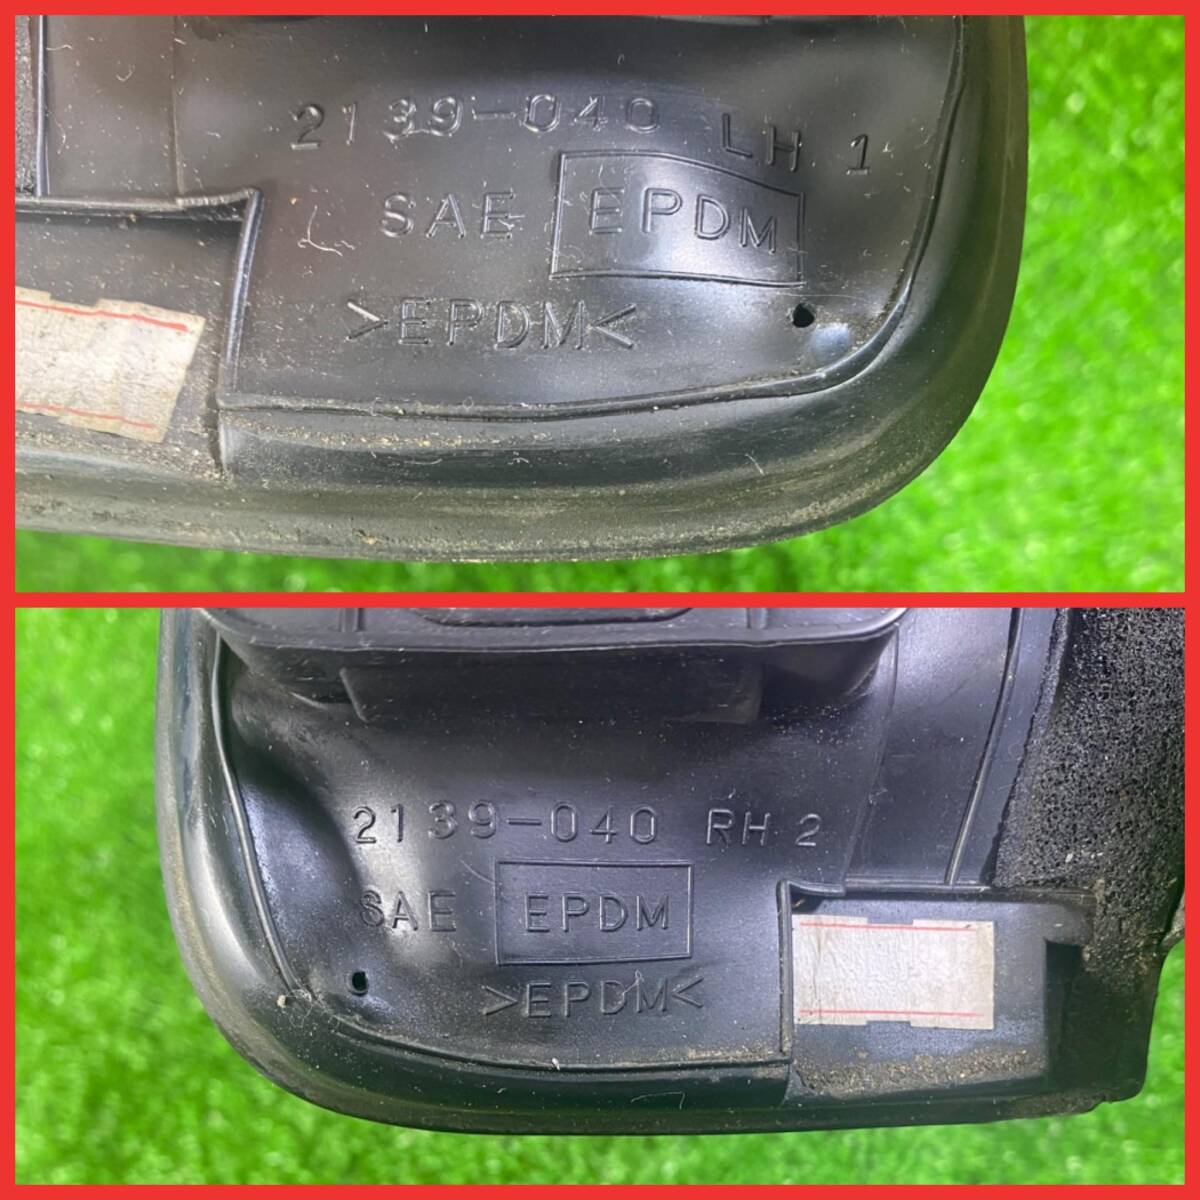 2139-040 LH 1
SAE EPDM
>EPDM<
2139-040 RH 2
SAE EPDM
>EPDM<